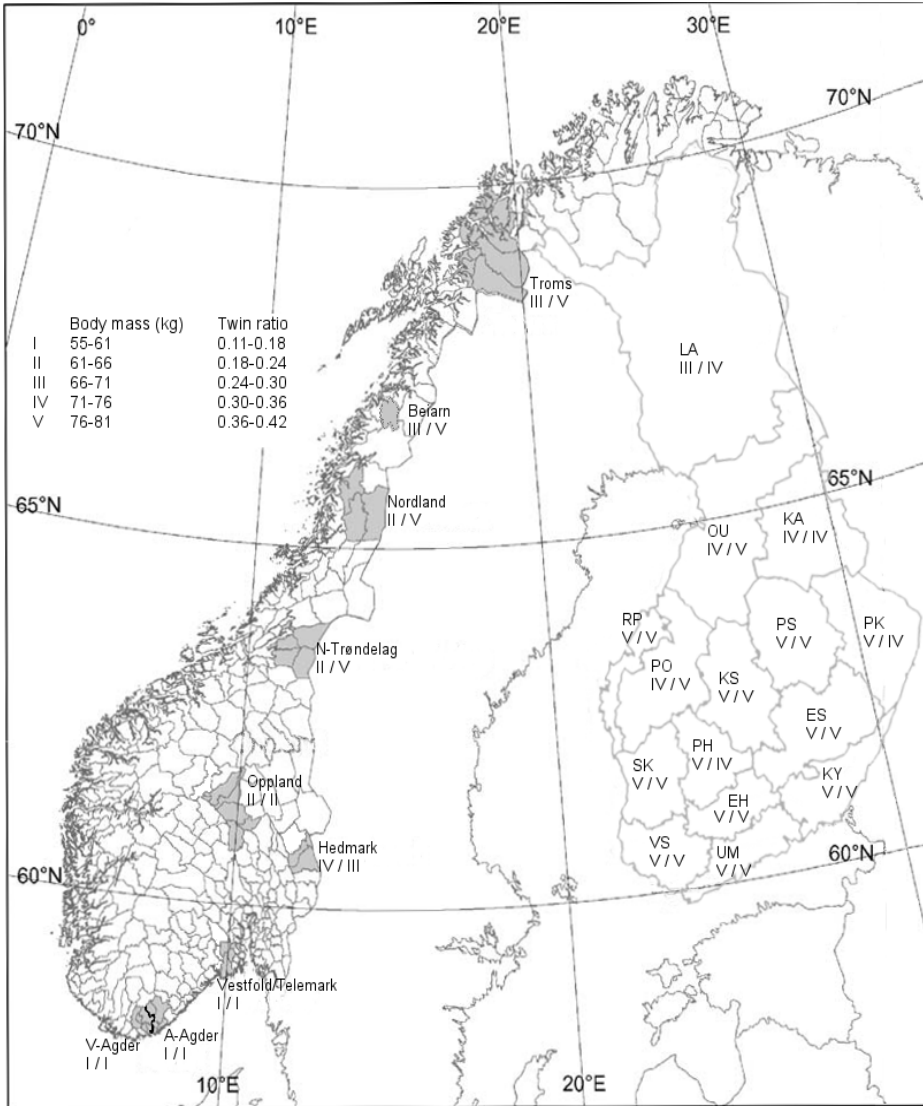 0° 10°E 20°E 30°E
70°N
70°N
Troms
III / V
Body mass (kg) Twin ratio
I 55-61 0.11-0.18
II 61-66 0.18-0.24
III 66-71 0.24-0.30
IV 71-76 0.30-0.36
V 76-81 0.36-0.42
LA
III / IV
Beiarn
III / V
65°N
65°N
Nordland
II / V
OU
IV / V
KA
IV / IV
RP
V / V
PS
V / V
PK
V / IV
N-Trøndelag
II / V
PO
IV / V
KS
V / V
ES
V / V
Oppland
II / II
SK
V / V
PH
V / IV
KY
V / V
EH
V / V
Hedmark
IV / III
VS
V / V
UM
V / V
60°N
60°N
Vestfold/Telemark
I / I
V-Agder
I / I
A-Agder
I / I
10°E 20°E